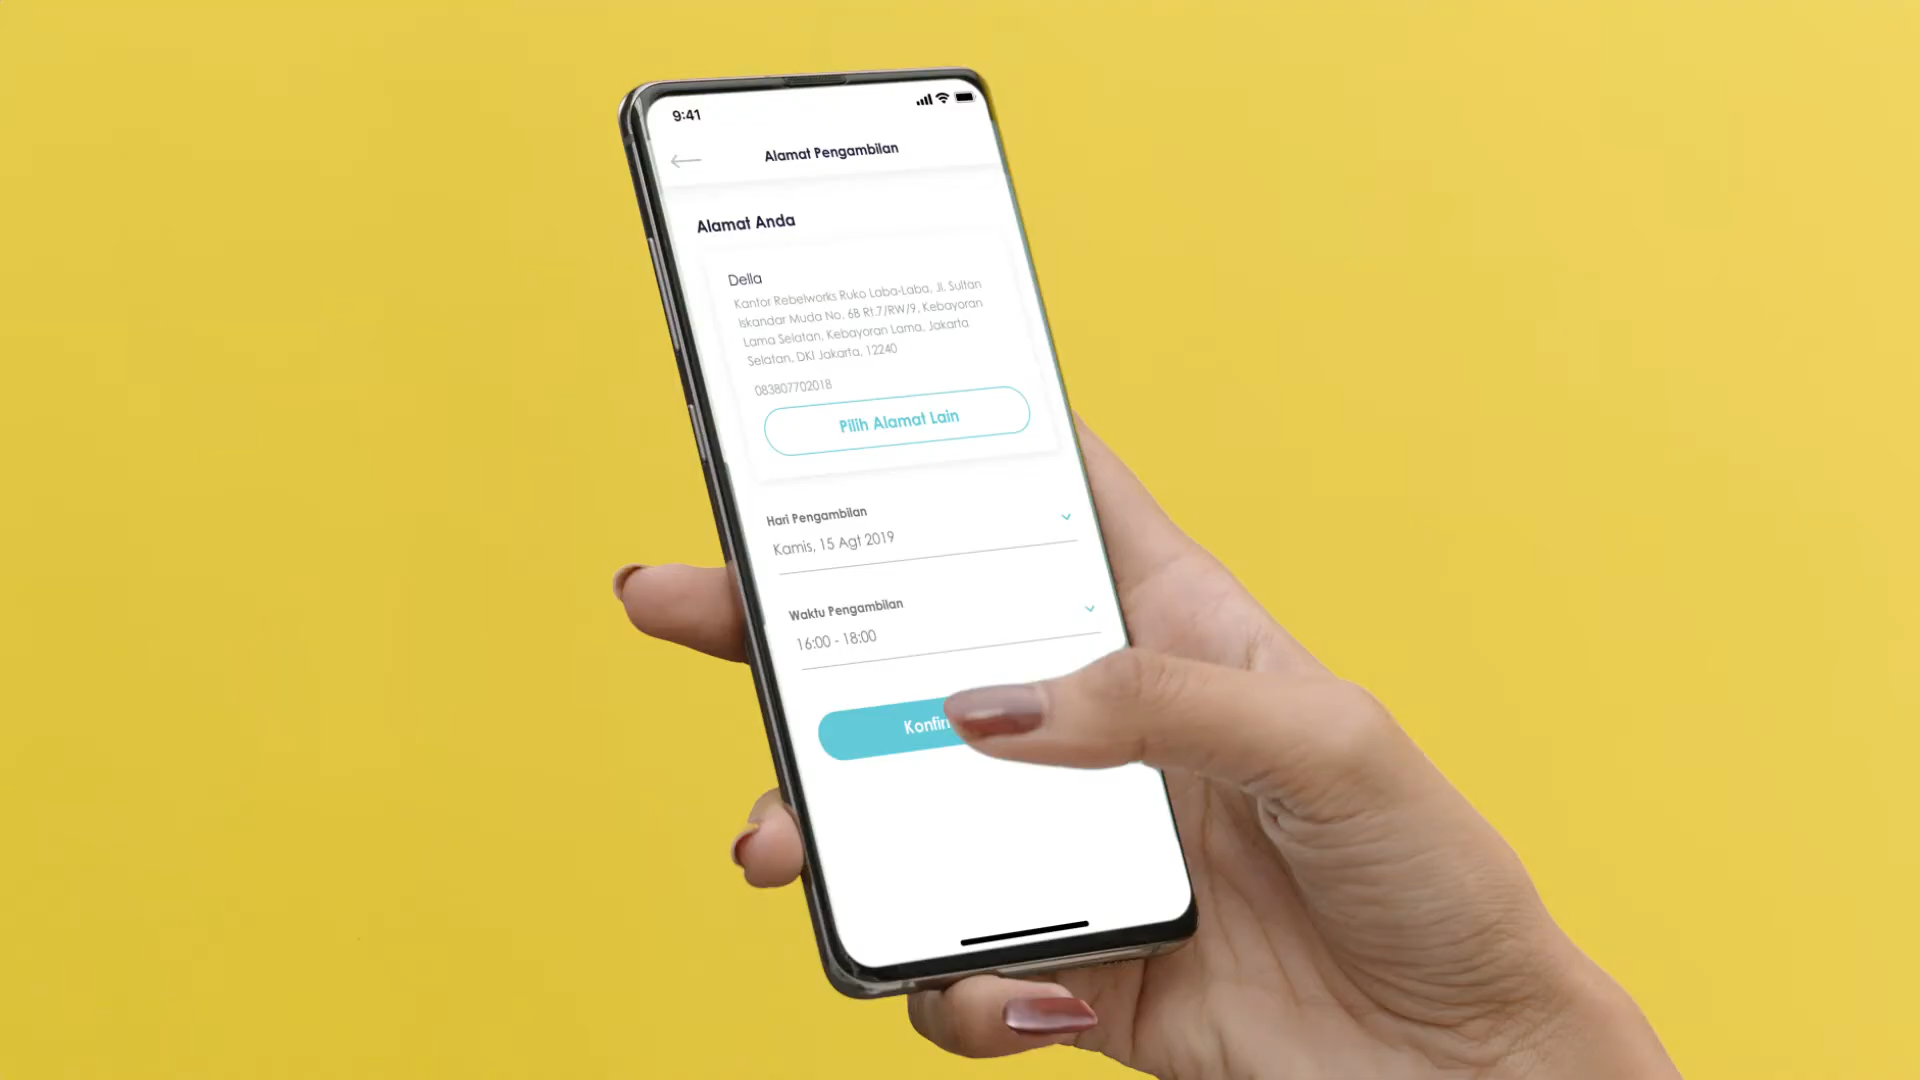 9:41
Alamat Pengambilan
Alamat Anda
Della
Kantor Rebelworks Ruko Laba-Laba, Jl. Sultan
Iskandar Muda No. 6B Rt.7/RW/9, Kebayoran
Lama Selatan, Kebayoran Lama, Jakarta
Selatan, DKI Jakarta, 12240
083807702018
Pilih Alamat Lain
Hari Pengambilan
Kamis, 15 Agt 2019
Waktu Pengambilan
16:00 - 18:00